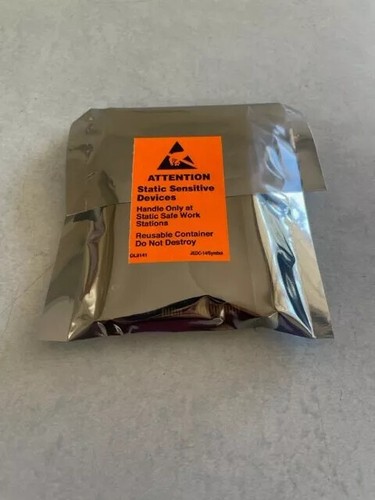 ATTENTION
Static Sensitive
Devices
Handle Only at
Static Safe Work
Stations
Reusable Container
Do Not Destroy